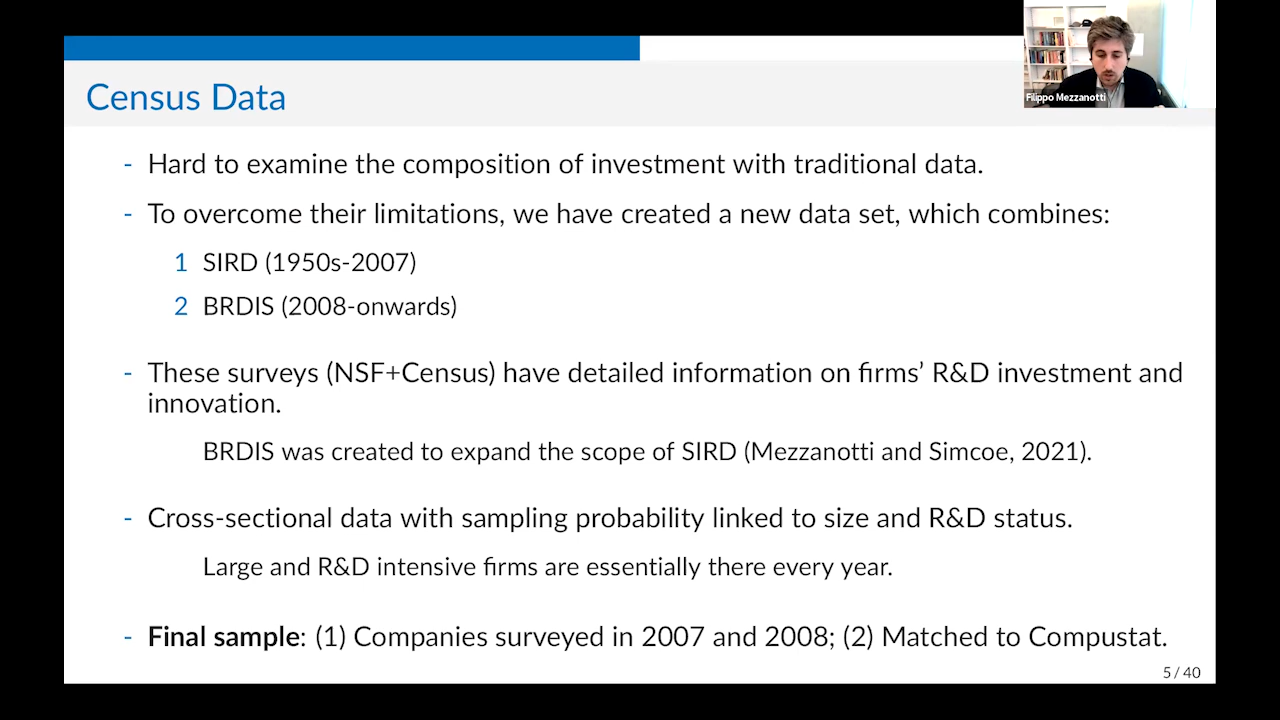 Census Data
Filippo Mezzanotti
- Hard to examine the composition of investment with traditional data.
- To overcome their limitations, we have created a new data set, which combines:
1 SIRD (1950s-2007)
2 BRDIS (2008-onwards)
- These surveys (NSF+Census) have detailed information on firms’ R&D investment and
innovation.
BRDIS was created to expand the scope of SIRD (Mezzanotti and Simcoe, 2021).
- Cross-sectional data with sampling probability linked to size and R&D status.
Large and R&D intensive firms are essentially there every year.
- Final sample: (1) Companies surveyed in 2007 and 2008; (2) Matched to Compustat.
5 / 40